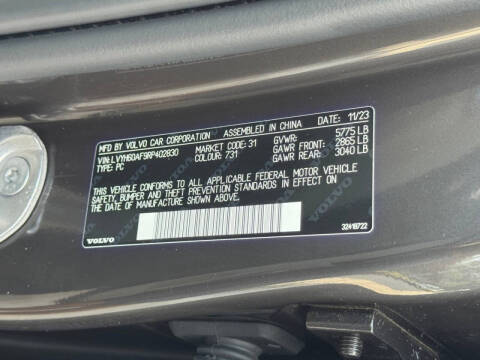 MFD BY VOLVO CAR CORPORATION ASSEMBLED IN CHINA DATE: 11/23
VIN: LVYH60AF9RP402830 MARKET CODE: 31 GVWR: 5775 LB
TYPE: PC COLOUR: 731 GAWR FRONT: 2865 LB
GAWR REAR: 3040 LB
THIS VEHICLE CONFORMS TO ALL APPLICABLE FEDERAL MOTOR VEHICLE
SAFETY, BUMPER AND THEFT PREVENTION STANDARDS IN EFFECT ON
THE DATE OF MANUFACTURE SHOWN ABOVE.
VOLVO 32419722